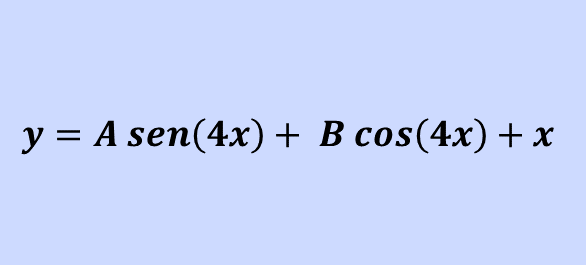 y = A sen(4x) + B cos(4x) + x